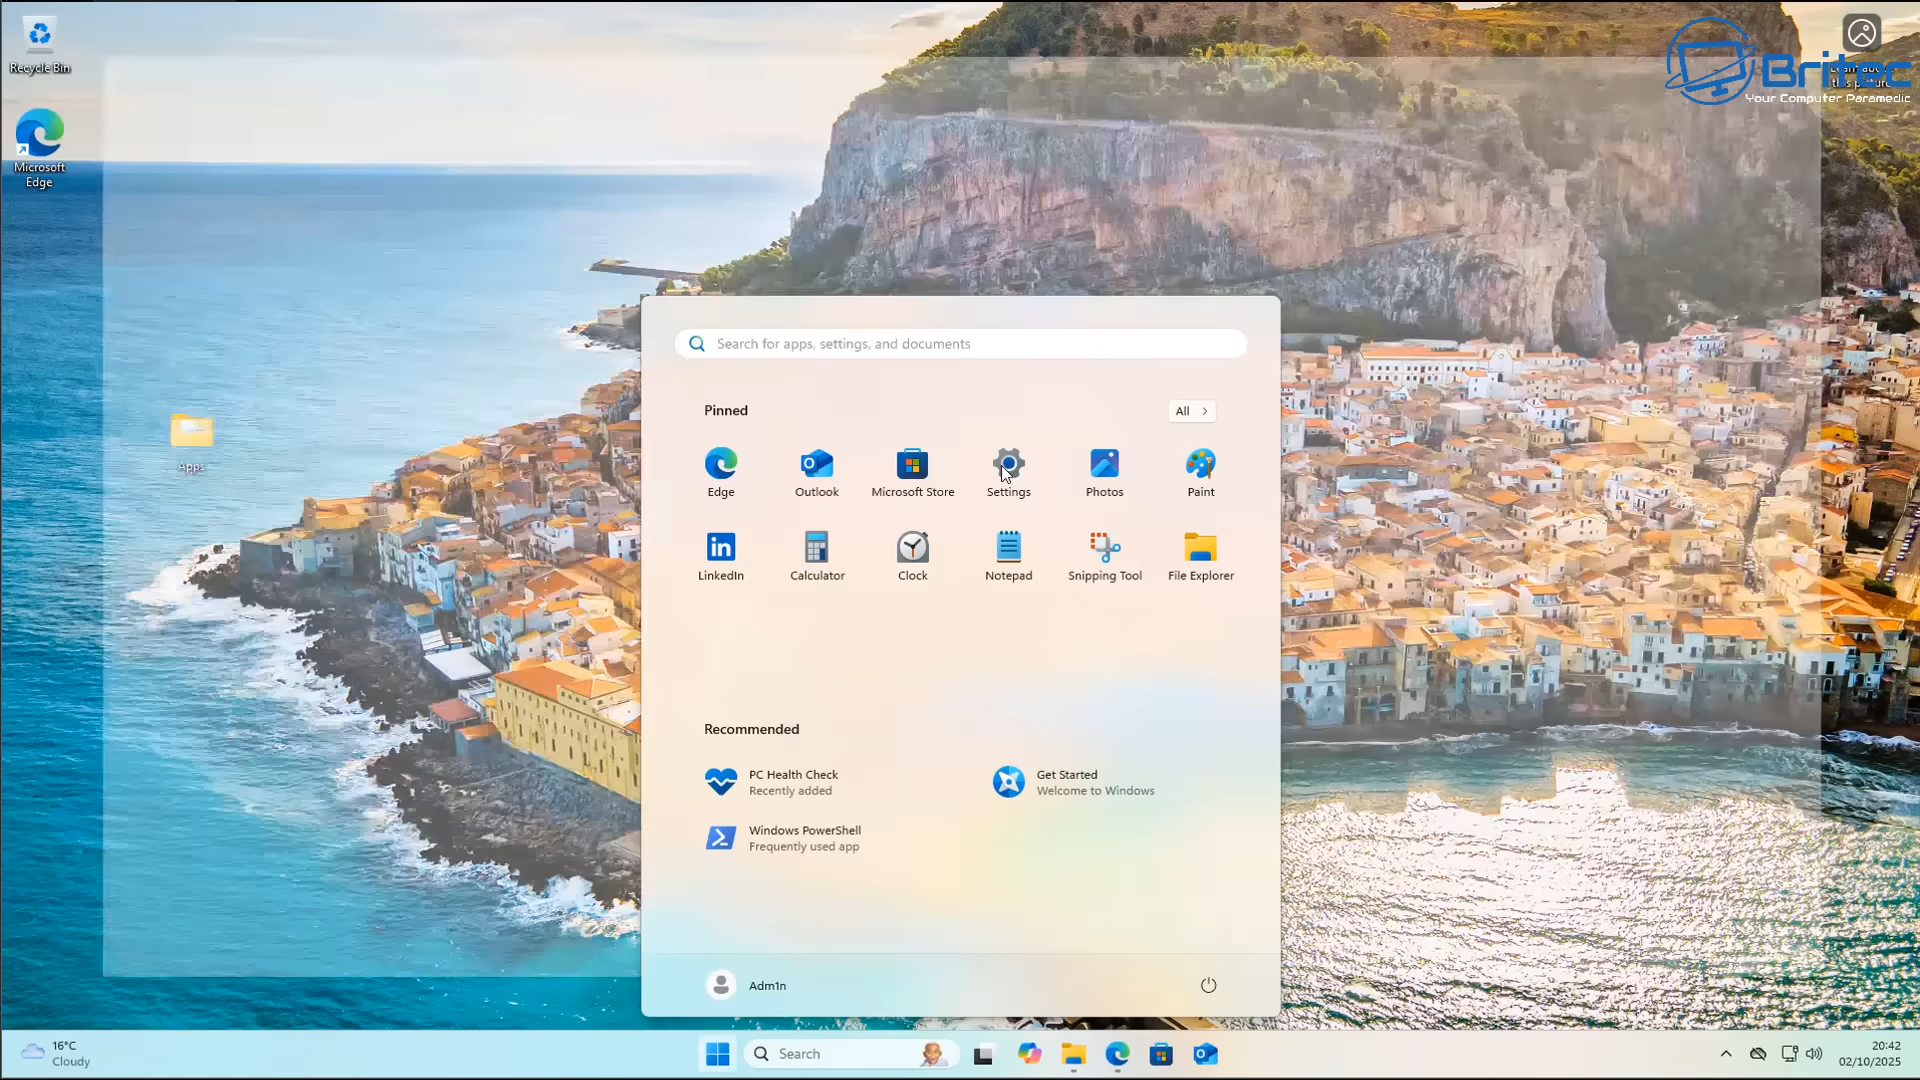 Recycle Bin
Microsoft
Edge
Apps
Britec
Your Computer Paramedic
Search for apps, settings, and documents
Pinned
All
Edge
Outlook
Microsoft Store
Settings
Photos
Paint
LinkedIn
Calculator
Clock
Notepad
Snipping Tool
File Explorer
Recommended
PC Health Check
Recently added
Get Started
Welcome to Windows
Windows PowerShell
Frequently used app
Adm1n
16°C
Cloudy
Search
20:42
02/10/2025